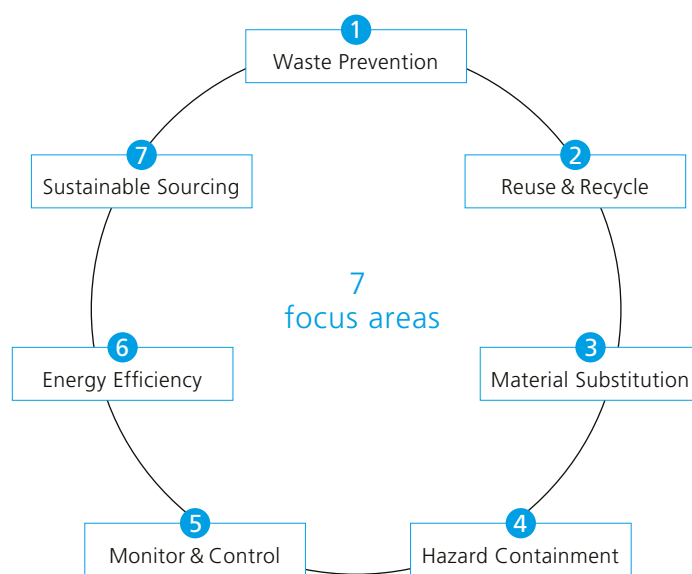 1
Waste Prevention
2
Reuse & Recycle
3
Material Substitution
4
Hazard Containment
5
Monitor & Control
6
Energy Efficiency
7
Sustainable Sourcing
7
focus areas